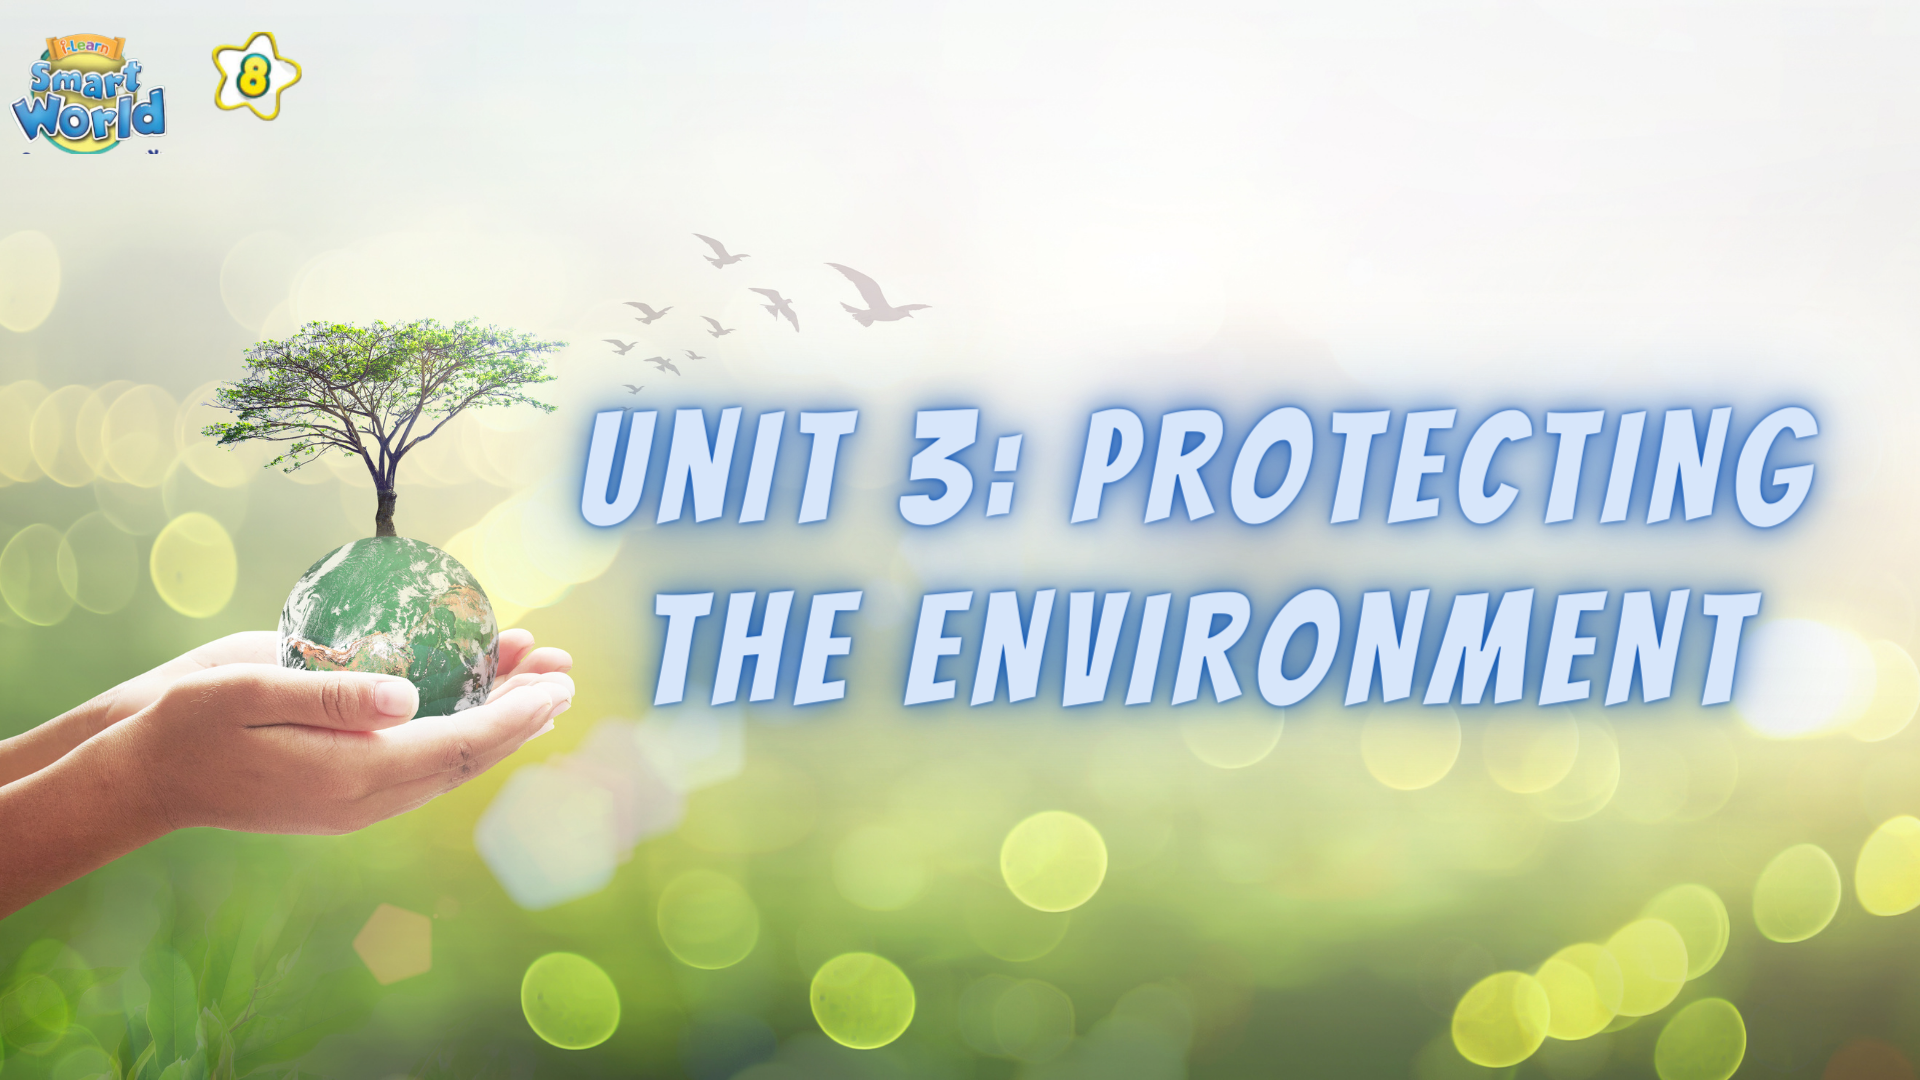 i-Learn
Smart
World
8
UNIT 3: PROTECTING
THE ENVIRONMENT